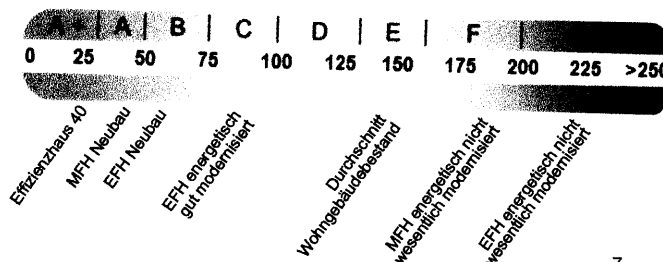 A+ | A | B | C | D | E | F
0 25 50 75 100 125 150 175 200 225 >250
Effizienzhaus 40
MFH Neubau
EFH Neubau
EFH energetisch
gut modernisiert
Durchschnitt
Wohngebäudebestand
MFH energetisch nicht
wesentlich modernisiert
EFH energetisch nicht
wesentlich modernisiert
7